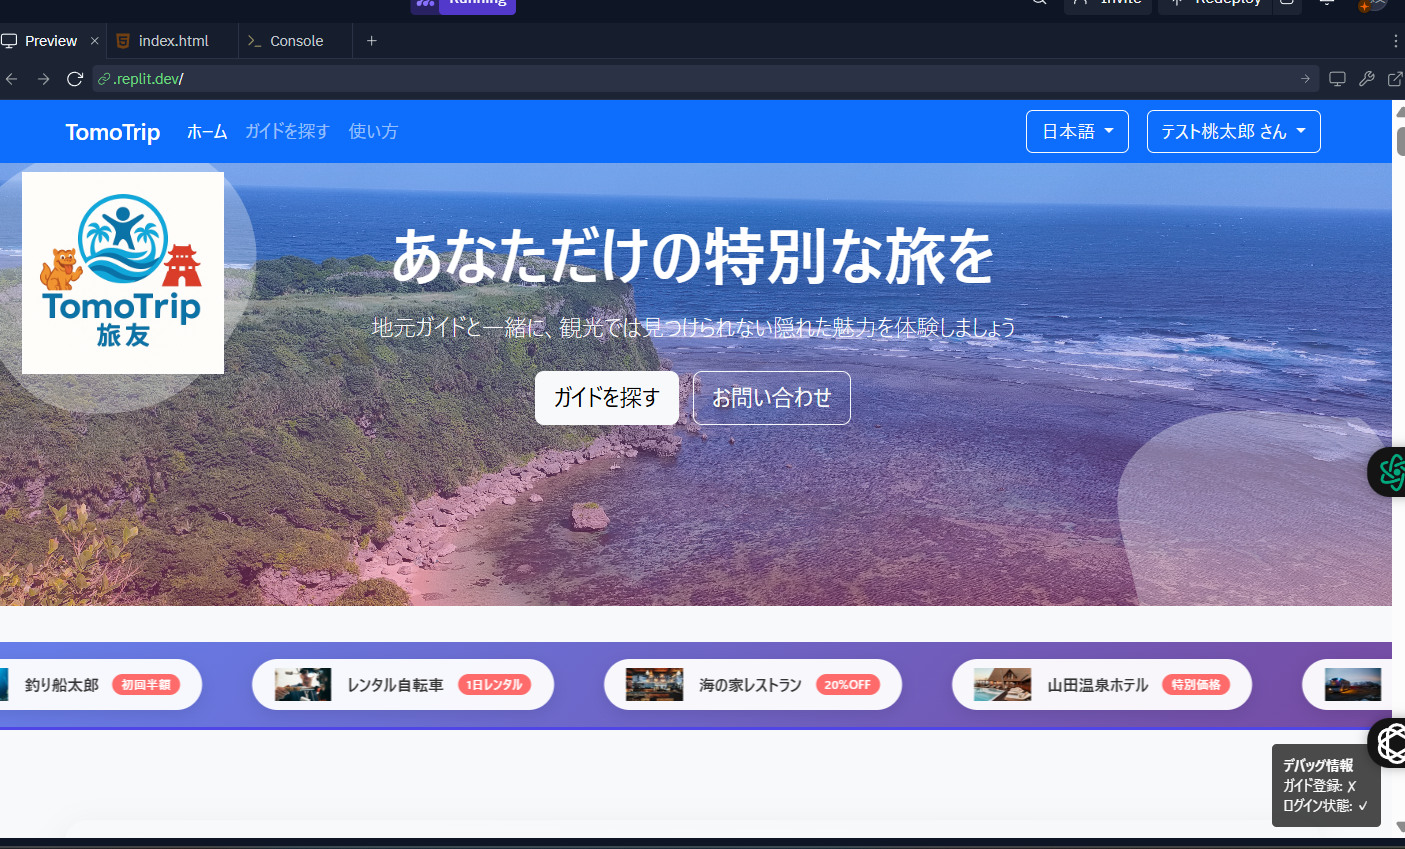 Running
Invite
Redeploy
Preview
index.html
Console
.replit.dev/
TomoTrip
ホーム
ガイドを探す
使い方
日本語
テスト桃太郎 さん
TomoTrip
旅友
あなただけの特別な旅を
地元ガイドと一緒に、観光では見つけられない隠れた魅力を体験しましょう
ガイドを探す
お問い合わせ
釣り船太郎 初回半額
レンタル自転車 1日レンタル
海の家レストラン 20%OFF
山田温泉ホテル 特別価格
デバッグ情報
ガイド登録: ✗
ログイン状態: ✓